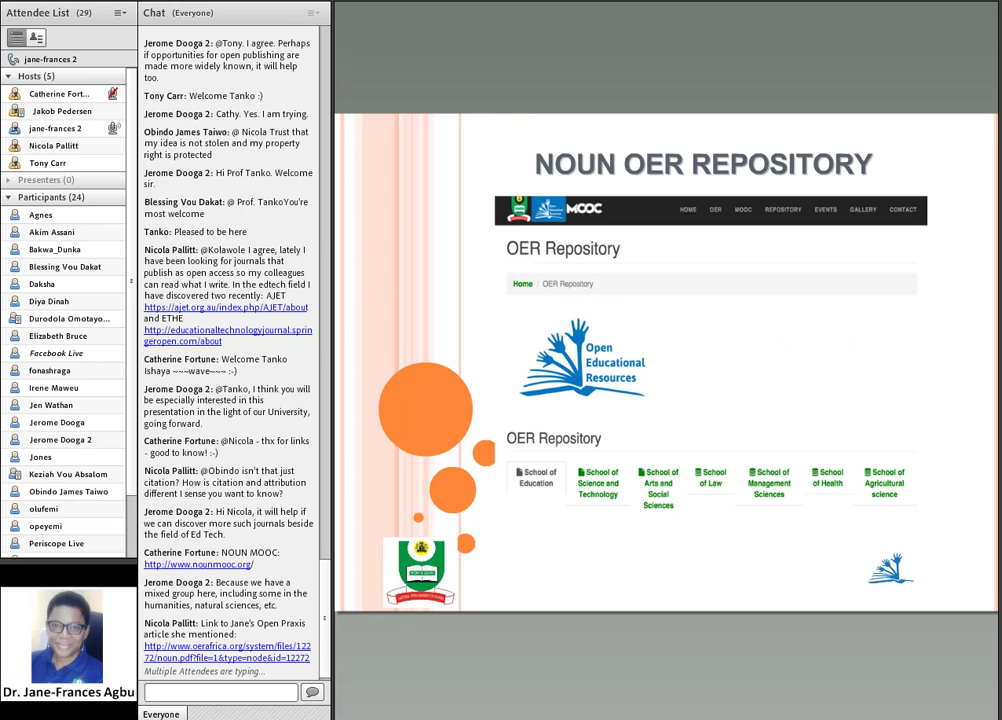 Attendee List (29)
jane-frances 2
Hosts (5)
Catherine Fort...
Jakob Pedersen
jane-frances 2
Nicola Pallitt
Tony Carr
Presenters (0)
Participants (24)
Agnes
Akim Assani
Bakwa_Dunka
Blessing Vou Dakat
Daksha
Diya Dinah
Durodola Omotayo...
Elizabeth Bruce
Facebook Live
fonashraga
Irene Maweu
Jen Wathan
Jerome Dooga
Jerome Dooga 2
Jones
Keziah Vou Absalom
Obindo James Taiwo
olufemi
opeyemi
Periscope Live
Dr. Jane-Frances Agbu
Chat (Everyone)
Jerome Dooga 2: @Tony. I agree. Perhaps
if opportunities for open publishing are
made more widely known, it will help
too.
Tony Carr: Welcome Tanko :)
Jerome Dooga 2: Cathy. Yes. I am trying.
Obindo James Taiwo: @ Nicola Trust that
my idea is not stolen and my property
right is protected
Jerome Dooga 2: Hi Prof Tanko. Welcome
sir.
Blessing Vou Dakat: @ Prof. TankoYou're
most welcome
Tanko: Pleased to be here
Nicola Pallitt: @Kolawole I agree, lately I
have been looking for journals that
publish as open access so my colleagues
can read what I write. In the edtech field I
have discovered two recently: AJET
https://ajet.org.au/index.php/AJET/about
and ETHE
http://educationaltechnologyjournal.sprin
geropen.com/about
Catherine Fortune: Welcome Tanko
Ishaya ~~~wave~~~ :-)
Jerome Dooga 2: @Tanko, I think you will
be especially interested in this
presentation in the light of our University,
going forward.
Catherine Fortune: @Nicola - thx for links
- good to know! :-)
Nicola Pallitt: @Obindo isn't that just
citation? How is citation and attribution
different I sense you want to know?
Jerome Dooga 2: Hi Nicola, it will help if
we can discover more such journals beside
the field of Ed Tech.
Catherine Fortune: NOUN MOOC:
http://www.nounmooc.org/
Jerome Dooga 2: Because we have a
mixed group here, including some in the
humanities, natural sciences, etc.
Nicola Pallitt: Link to Jane's Open Praxis
article she mentioned:
http://www.oerafrica.org/system/files/122
72/noun.pdf?file=1&type=node&id=12272
Multiple Attendees are typing...
Everyone
NOUN OER REPOSITORY
MOOC
HOME OER MOOC REPOSITORY EVENTS GALLERY CONTACT
OER Repository
Home / OER Repository
Open
Educational
Resources
OER Repository
School of
Education
School of
Science and
Technology
School of
Arts and
Social
Sciences
School
of Law
School of
Management
Sciences
School
of Health
School of
Agricultural
science